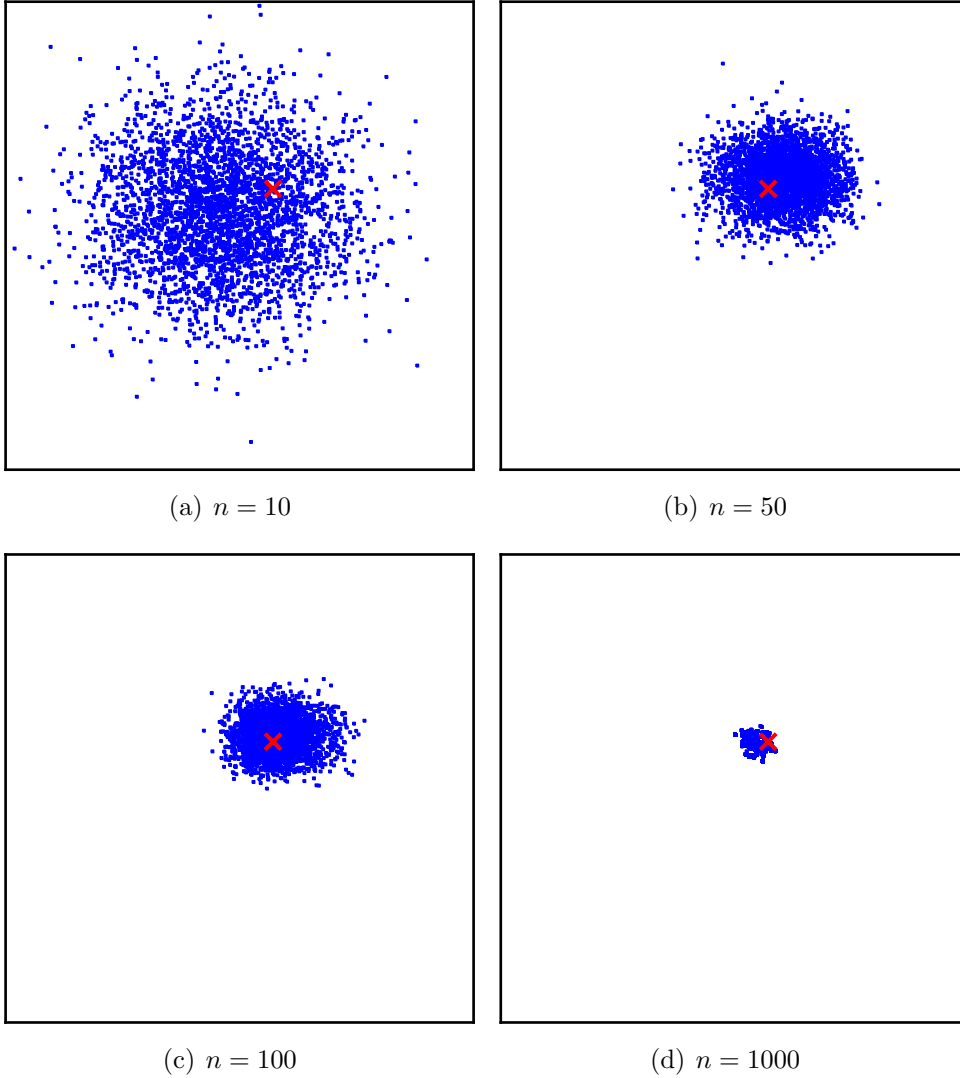 (a) n = 10
(b) n = 50
(c) n = 100
(d) n = 1000